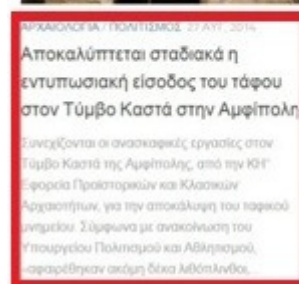 ΑΡΧΑΙΟΛΟΓΙΑ / ΠΟΛΙΤΙΣΜΟΣ 27 ΑΥΓ, 2014
Αποκαλύπτεται σταδιακά η
εντυπωσιακή είσοδος του τάφου
στον Τύμβο Καστά στην Αμφίπολη
Συνεχίζονται οι ανασκαφικές εργασίες στον
Τύμβο Καστά της Αμφίπολης, από την ΚΗ'
Εφορεία Προϊστορικών και Κλασικών
Αρχαιοτήτων, για την αποκάλυψη του ταφικού
μνημείου. Σύμφωνα με ανακοίνωση του
Υπουργείου Πολιτισμού και Αθλητισμού,
«αφαιρέθηκαν ακόμη δέκα λιθόπλινθοι,...